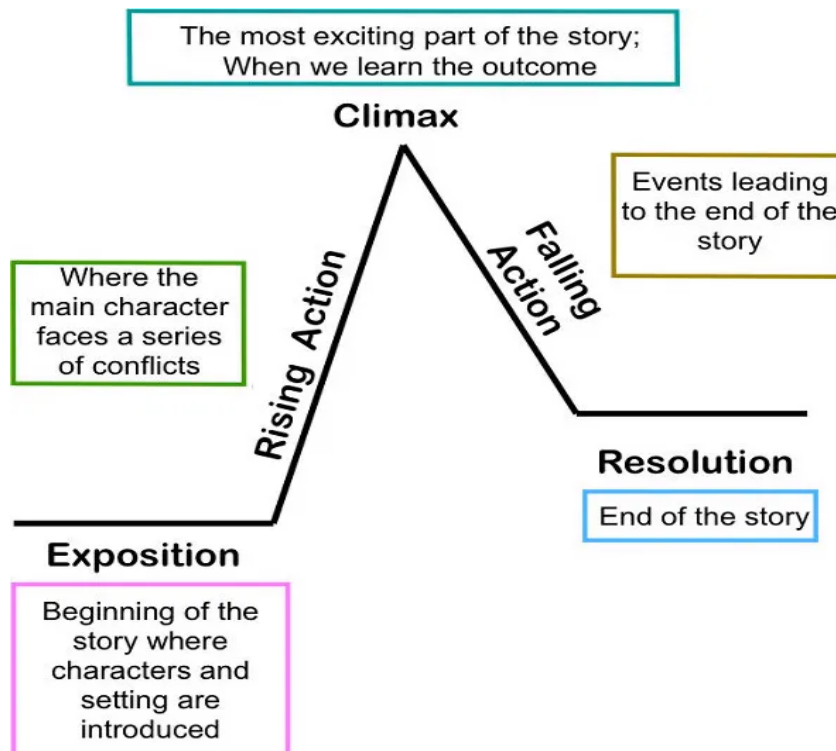 The most exciting part of the story;
When we learn the outcome
Climax
Events leading
to the end of the
story
Falling
Action
Where the
main character
faces a series
of conflicts
Rising Action
Resolution
End of the story
Exposition
Beginning of the
story where
characters and
setting are
introduced